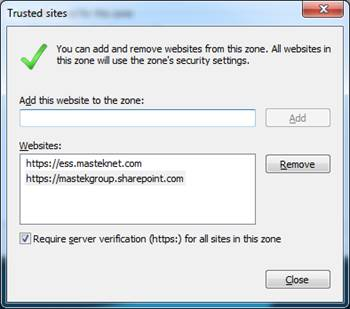 Trusted sites
You can add and remove websites from this zone. All websites in
this zone will use the zone's security settings.
Add this website to the zone:
Add
Websites:
https://ess.masteknet.com
https://mastekgroup.sharepoint.com
Remove
Require server verification (https:) for all sites in this zone
Close